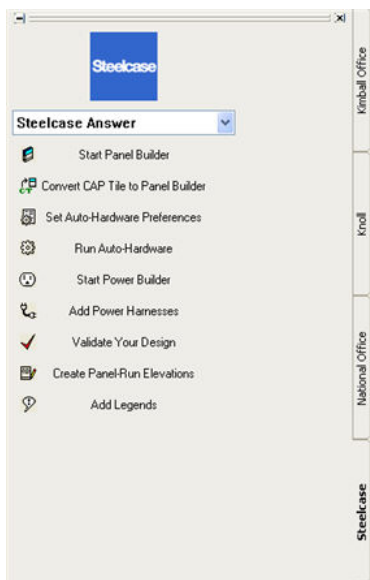 Steelcase
Steelcase Answer
Start Panel Builder
Convert CAP Tile to Panel Builder
Set Auto-Hardware Preferences
Run Auto-Hardware
Start Power Builder
Add Power Harnesses
Validate Your Design
Create Panel-Run Elevations
Add Legends
Kimball Office
Knoll
National Office
Steelcase